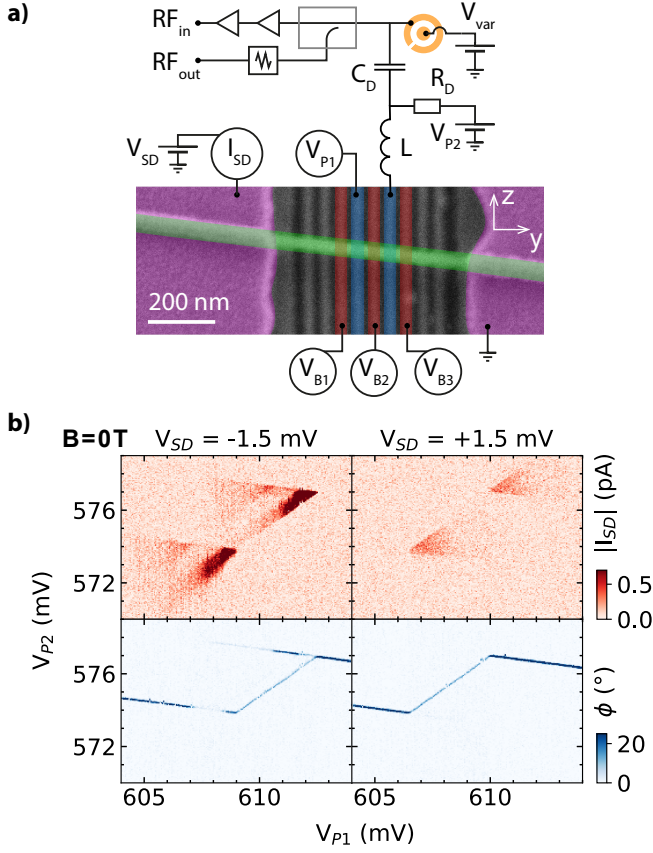 a)
RF_in
RF_out
V_var
C_D
R_D
V_P2
L
V_SD
I_SD
V_P1
z
y
200 nm
V_B1
V_B2
V_B3
b)
B=0T
V_SD = -1.5 mV
V_SD = +1.5 mV
576
572
|I_SD| (pA)
0.5
0.0
V_P2 (mV)
576
572
ϕ (°)
20
0
605
610
605
610
V_P1 (mV)